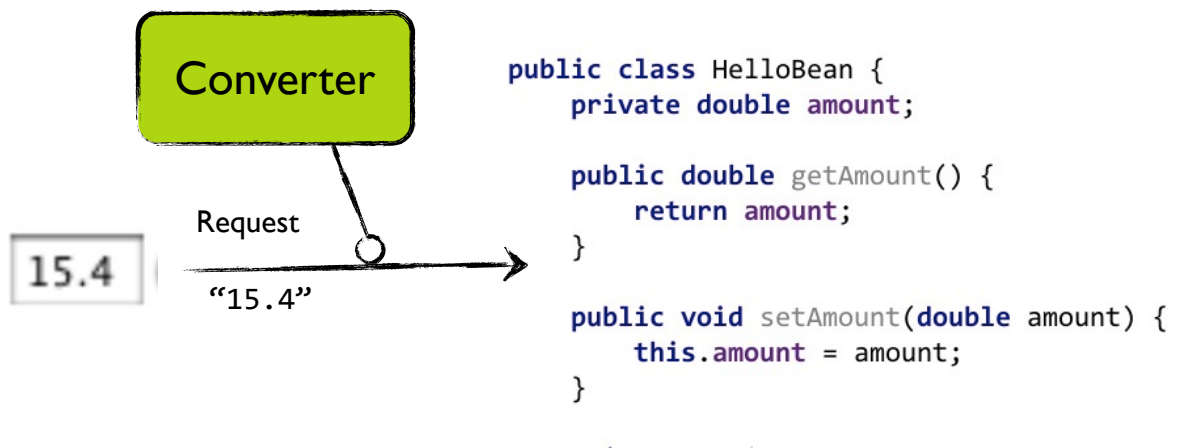 Converter
Request
15.4
“15.4”
public class HelloBean {
private double amount;
public double getAmount() {
return amount;
}
public void setAmount(double amount) {
this.amount = amount;
}